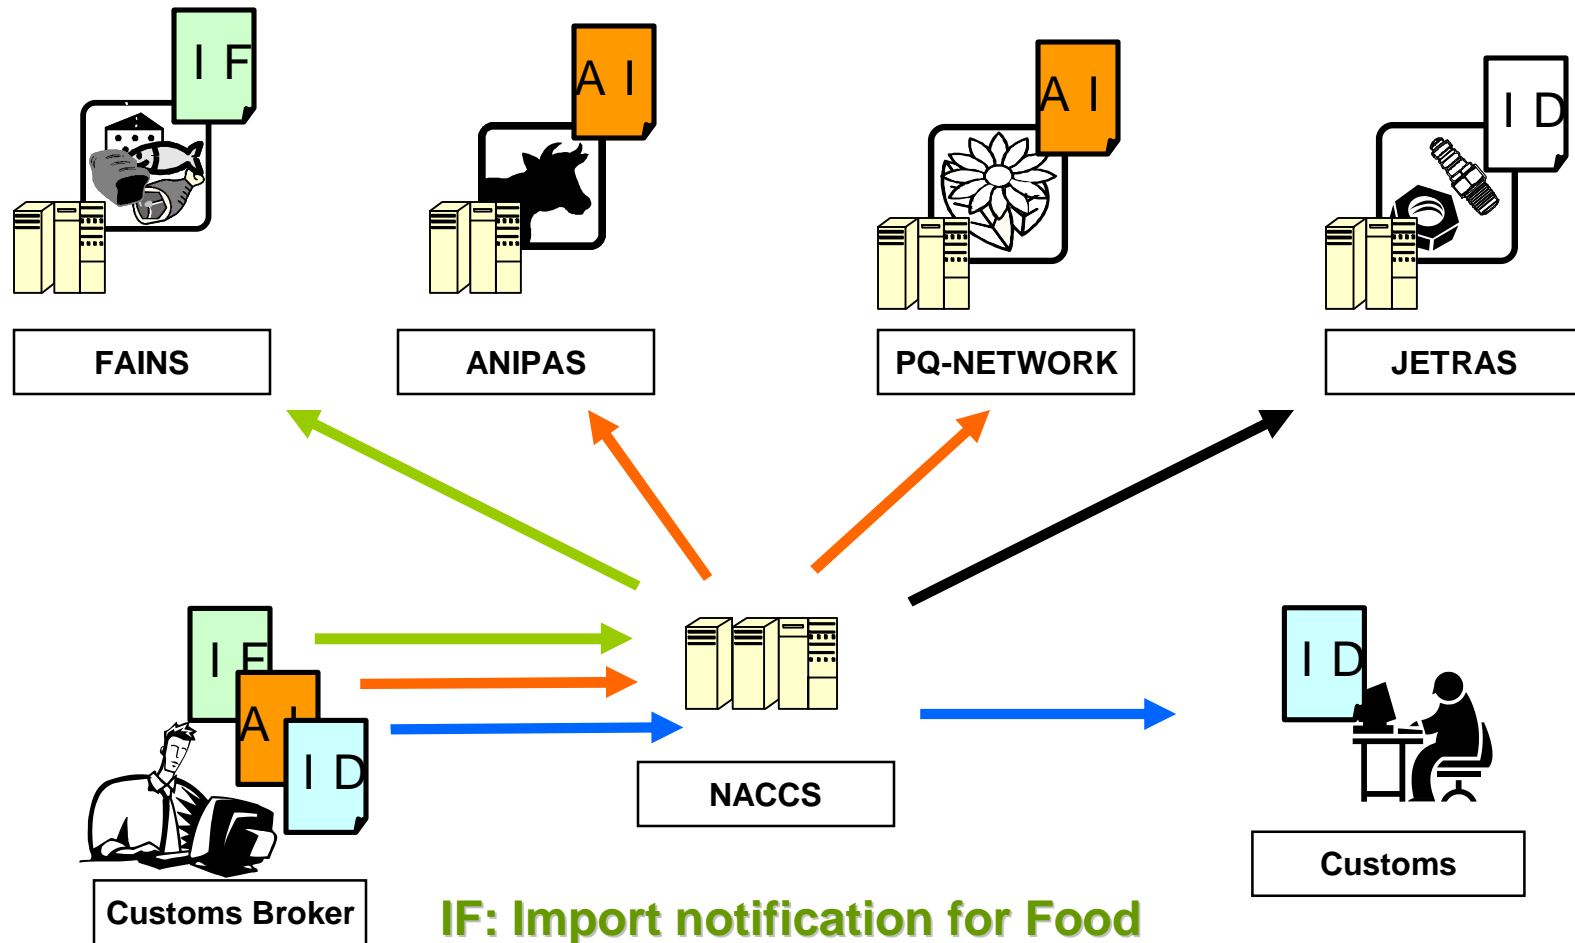 I F
A I
A I
I D
FAINS
ANIPAS
PQ-NETWORK
JETRAS
I F
A I
I D
I D
NACCS
Customs
Customs Broker
IF: Import notification for Food